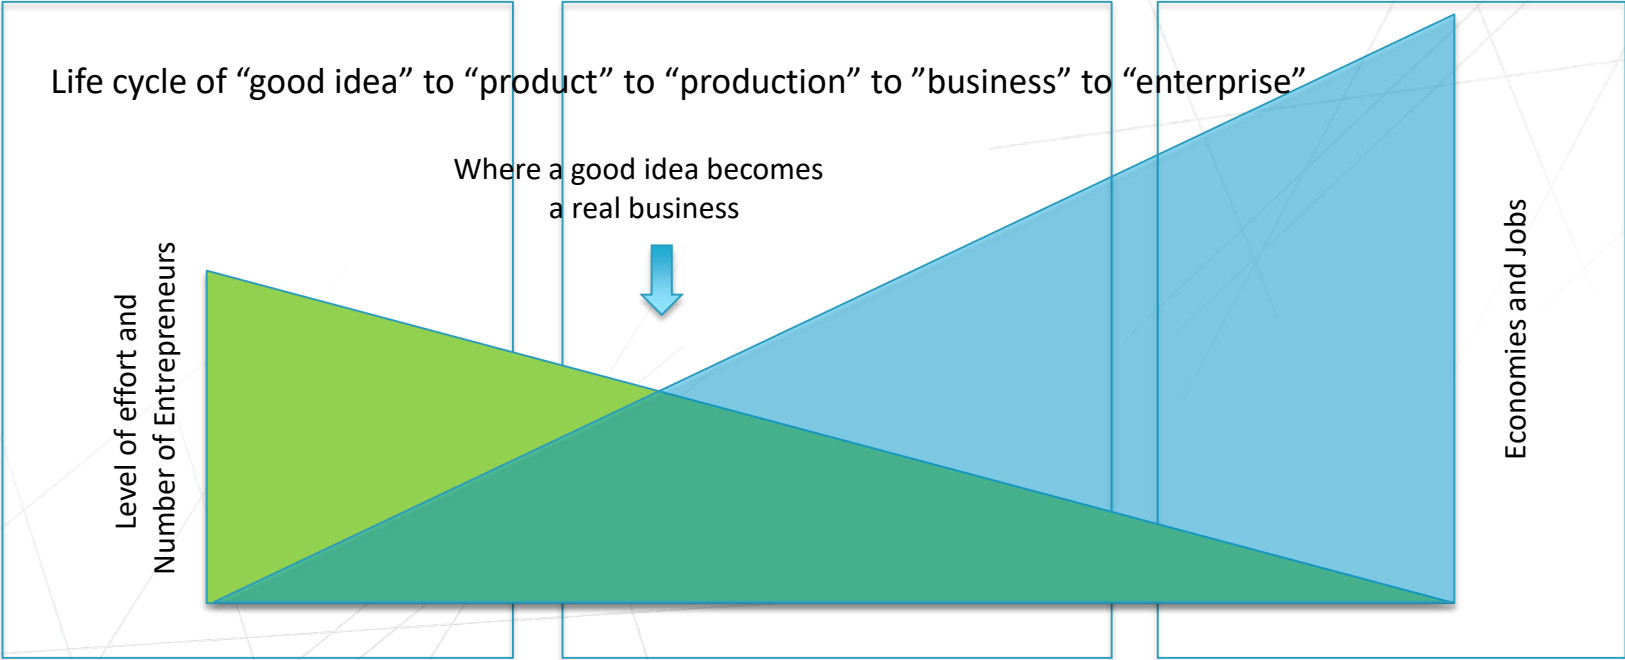 Life cycle of “good idea” to “product” to “production” to ”business” to “enterprise”
Where a good idea becomes
a real business
Level of effort and
Number of Entrepreneurs
Economies and Jobs